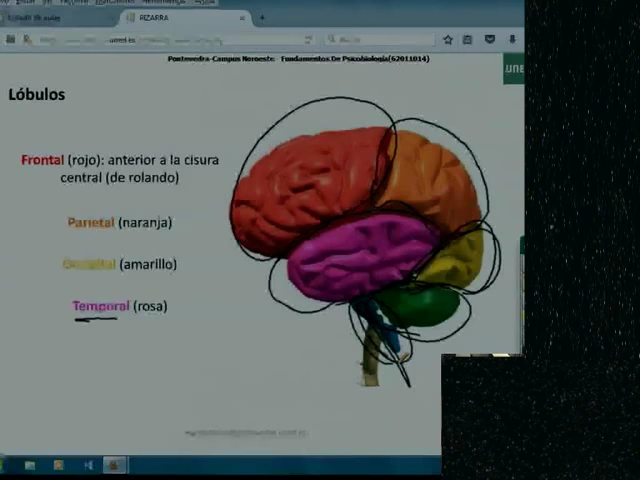 PIZARRA
Pontevedra-Campus Noroeste: Fundamentos De Psicobiología(62011014)
Lóbulos
Frontal (rojo): anterior a la cisura
central (de rolando)
Parietal (naranja)
Occipital (amarillo)
Temporal (rosa)